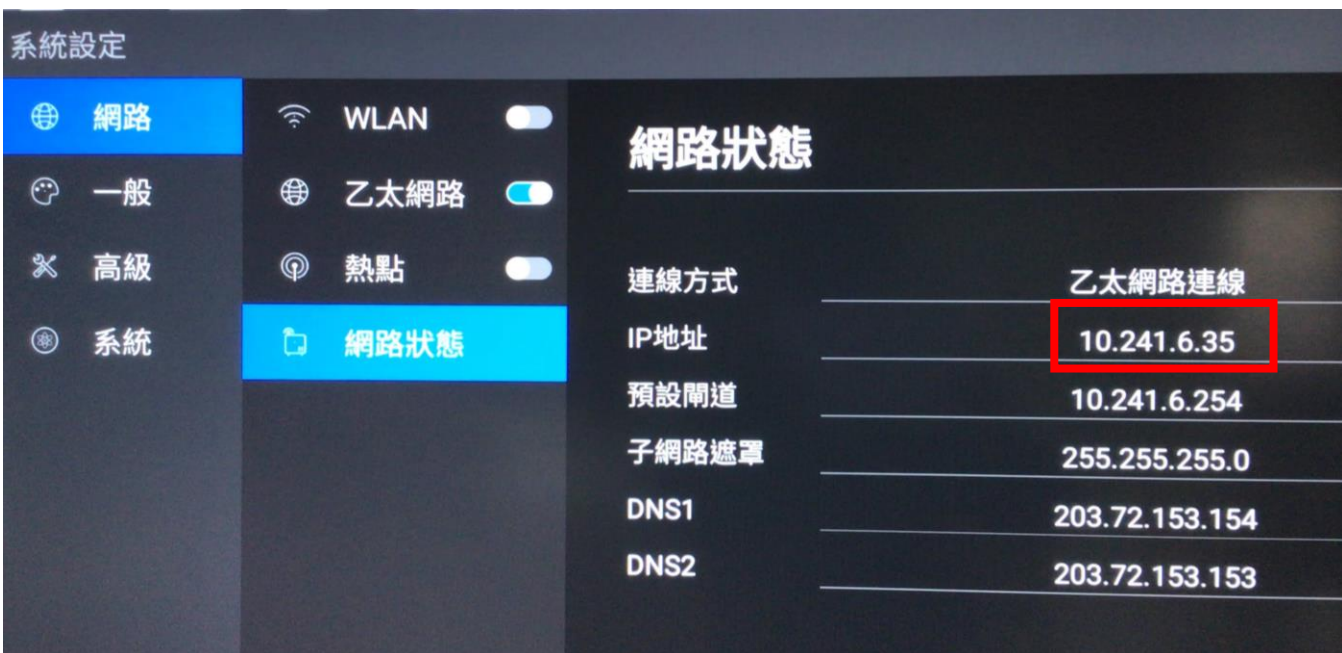 系統設定
網路
一般
高級
系統
WLAN
乙太網路
熱點
網路狀態
網路狀態
連線方式 乙太網路連線
IP地址 10.241.6.35
預設閘道 10.241.6.254
子網路遮罩 255.255.255.0
DNS1 203.72.153.154
DNS2 203.72.153.153